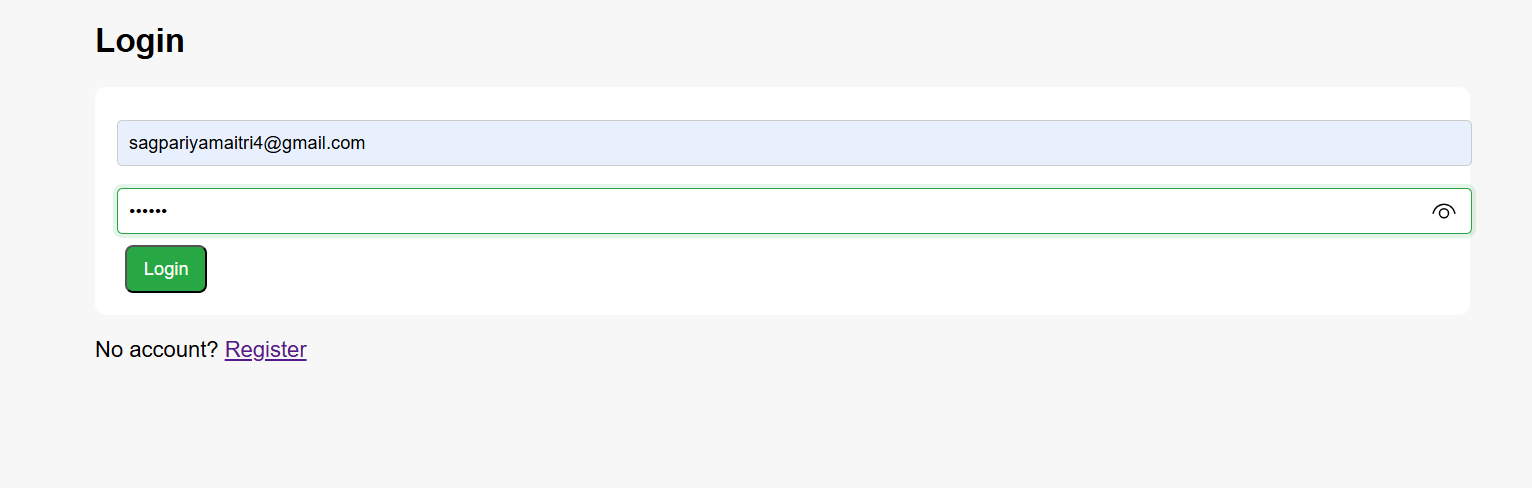 Login
sagpariyamaitri4@gmail.com
••••••
Login
No account? Register